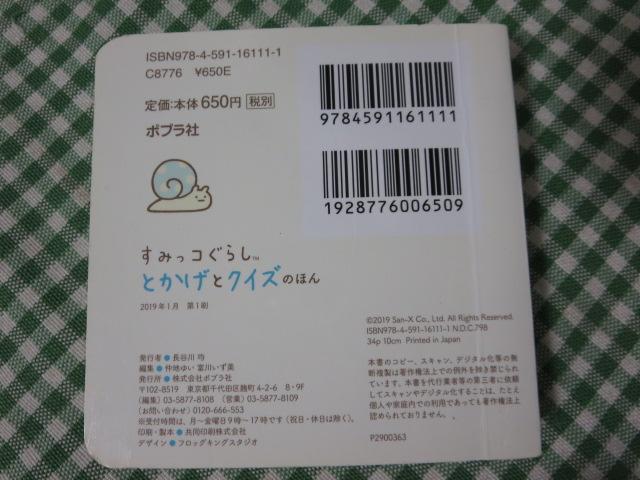 ISBN978-4-591-16111-1
C8776 ¥650E
定価:本体650円 税別
ポプラ社
9784591161111
1928776006509
すみっコぐらし™
とかげとクイズのほん
2019年1月 第1刷
©2019 San-X Co., Ltd. All Rights Reserved.
ISBN978-4-591-16111-1 N.D.C.798
34p 10cm Printed in Japan
発行者●長谷川 均
編集●仲地ゆい 富川いず美
発行所●株式会社ポプラ社
〒102-8519 東京都千代田区麹町4-2-6 8・9F
(編集) 03-5877-8108 (営業) 03-5877-8109
(お問い合わせ) 0120-666-553
※受付時間は、月〜金曜日9時〜17時です(祝日・休日は除く)。
印刷・製本●共同印刷株式会社
デザイン●フロッグキングスタジオ
本書のコピー、スキャン、デジタル化等の無
断複製は著作権法上での例外を除き禁じられ
ています。本書を代行業者等の第三者に依頼
してスキャンやデジタル化することは、たとえ
個人や家庭内での利用であっても著作権法上
認められておりません。
P2900363